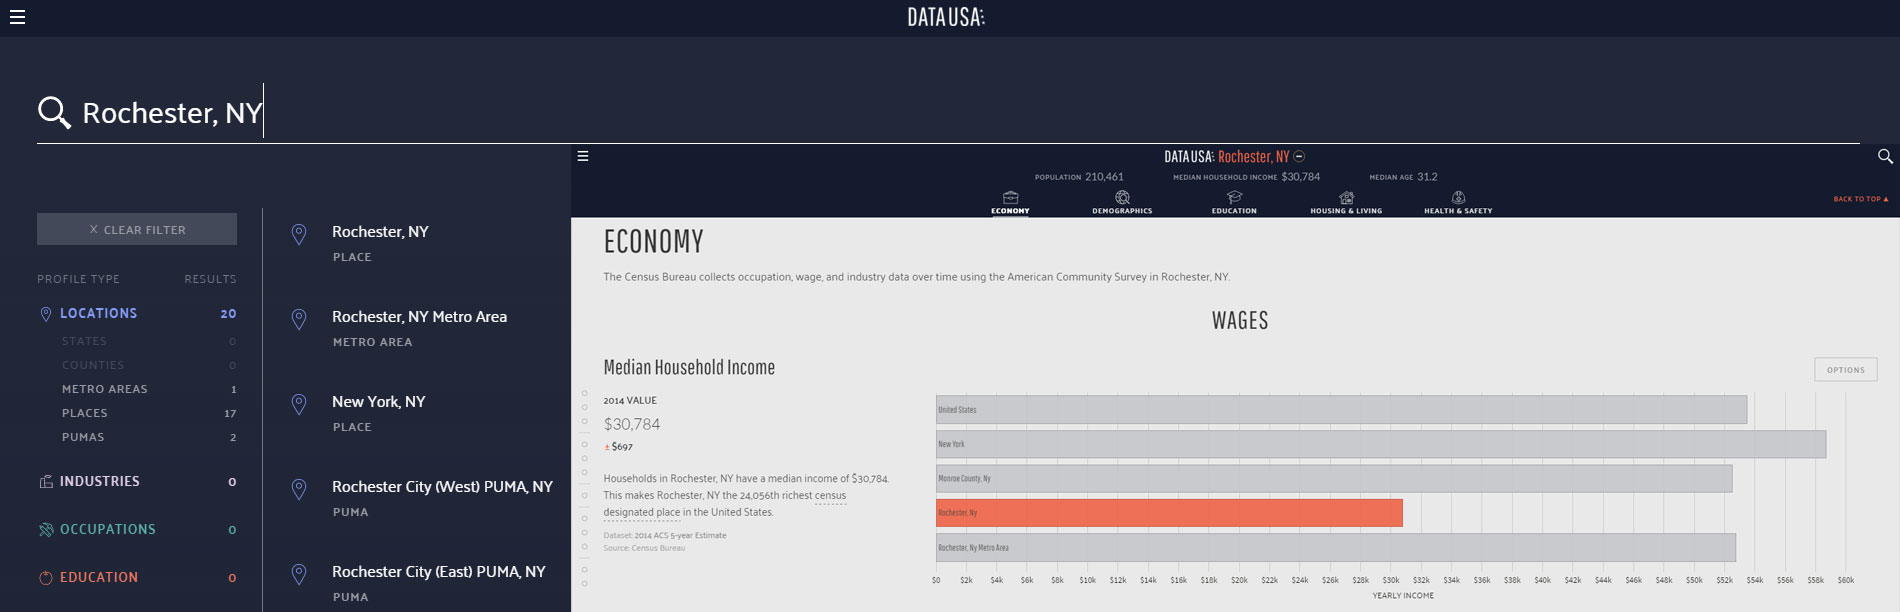 DATAUSA:
Rochester, NY
X CLEAR FILTER
PROFILE TYPE RESULTS
LOCATIONS 20
STATES 0
COUNTIES 0
METRO AREAS 1
PLACES 17
PUMAS 2
INDUSTRIES 0
OCCUPATIONS 0
EDUCATION 0
Rochester, NY
PLACE
Rochester, NY Metro Area
METRO AREA
New York, NY
PLACE
Rochester City (West) PUMA, NY
PUMA
Rochester City (East) PUMA, NY
PUMA
DATAUSA: Rochester, NY
POPULATION 210,461 MEDIAN HOUSEHOLD INCOME $30,784 MEDIAN AGE 31.2
ECONOMY DEMOGRAPHICS EDUCATION HOUSING & LIVING HEALTH & SAFETY
BACK TO TOP ▲
ECONOMY
The Census Bureau collects occupation, wage, and industry data over time using the American Community Survey in Rochester, NY.
WAGES
Median Household Income
OPTIONS
2014 VALUE
$30,784
± $697
Households in Rochester, NY have a median income of $30,784.
This makes Rochester, NY the 24,056th richest census
designated place in the United States.
Dataset: 2014 ACS 5-year Estimate
Source: Census Bureau
United States
New York
Monroe County, Ny
Rochester, Ny
Rochester, Ny Metro Area
$0 $2k $4k $6k $8k $10k $12k $14k $16k $18k $20k $22k $24k $26k $28k $30k $32k $34k $36k $38k $40k $42k $44k $46k $48k $50k $52k $54k $56k $58k $60k
YEARLY INCOME